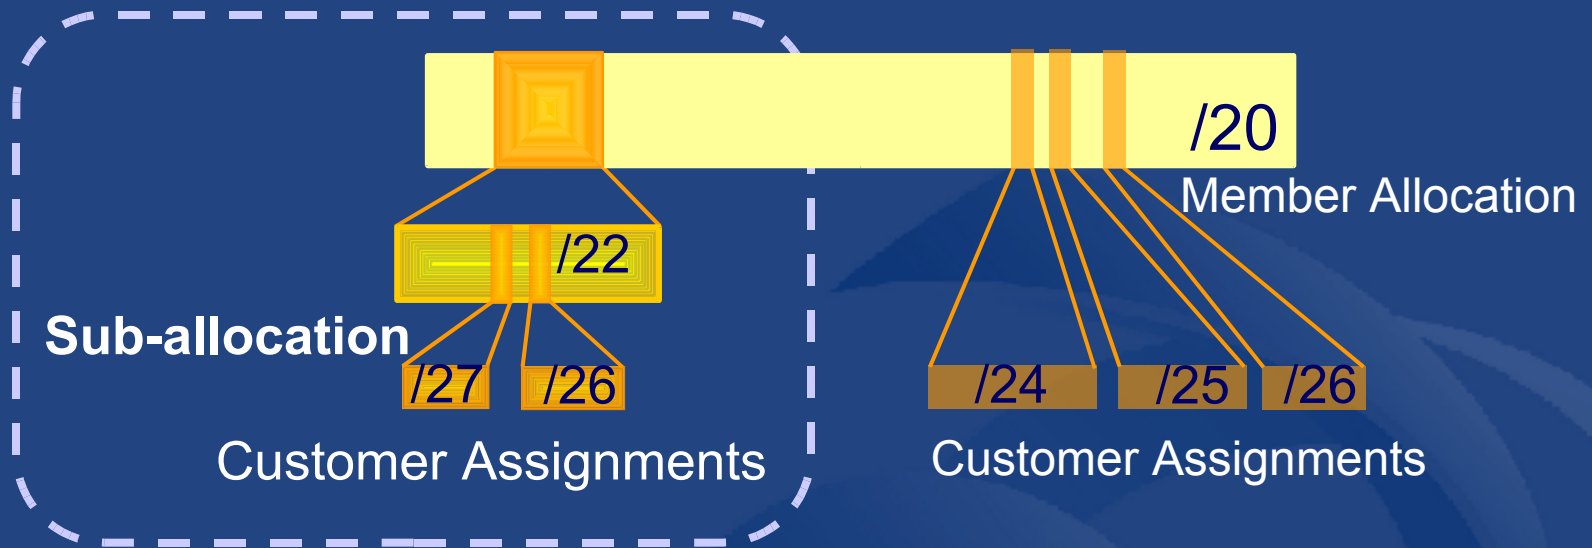 /20
Member Allocation
/22
Sub-allocation
/27 /26
/24 /25 /26
Customer Assignments
Customer Assignments